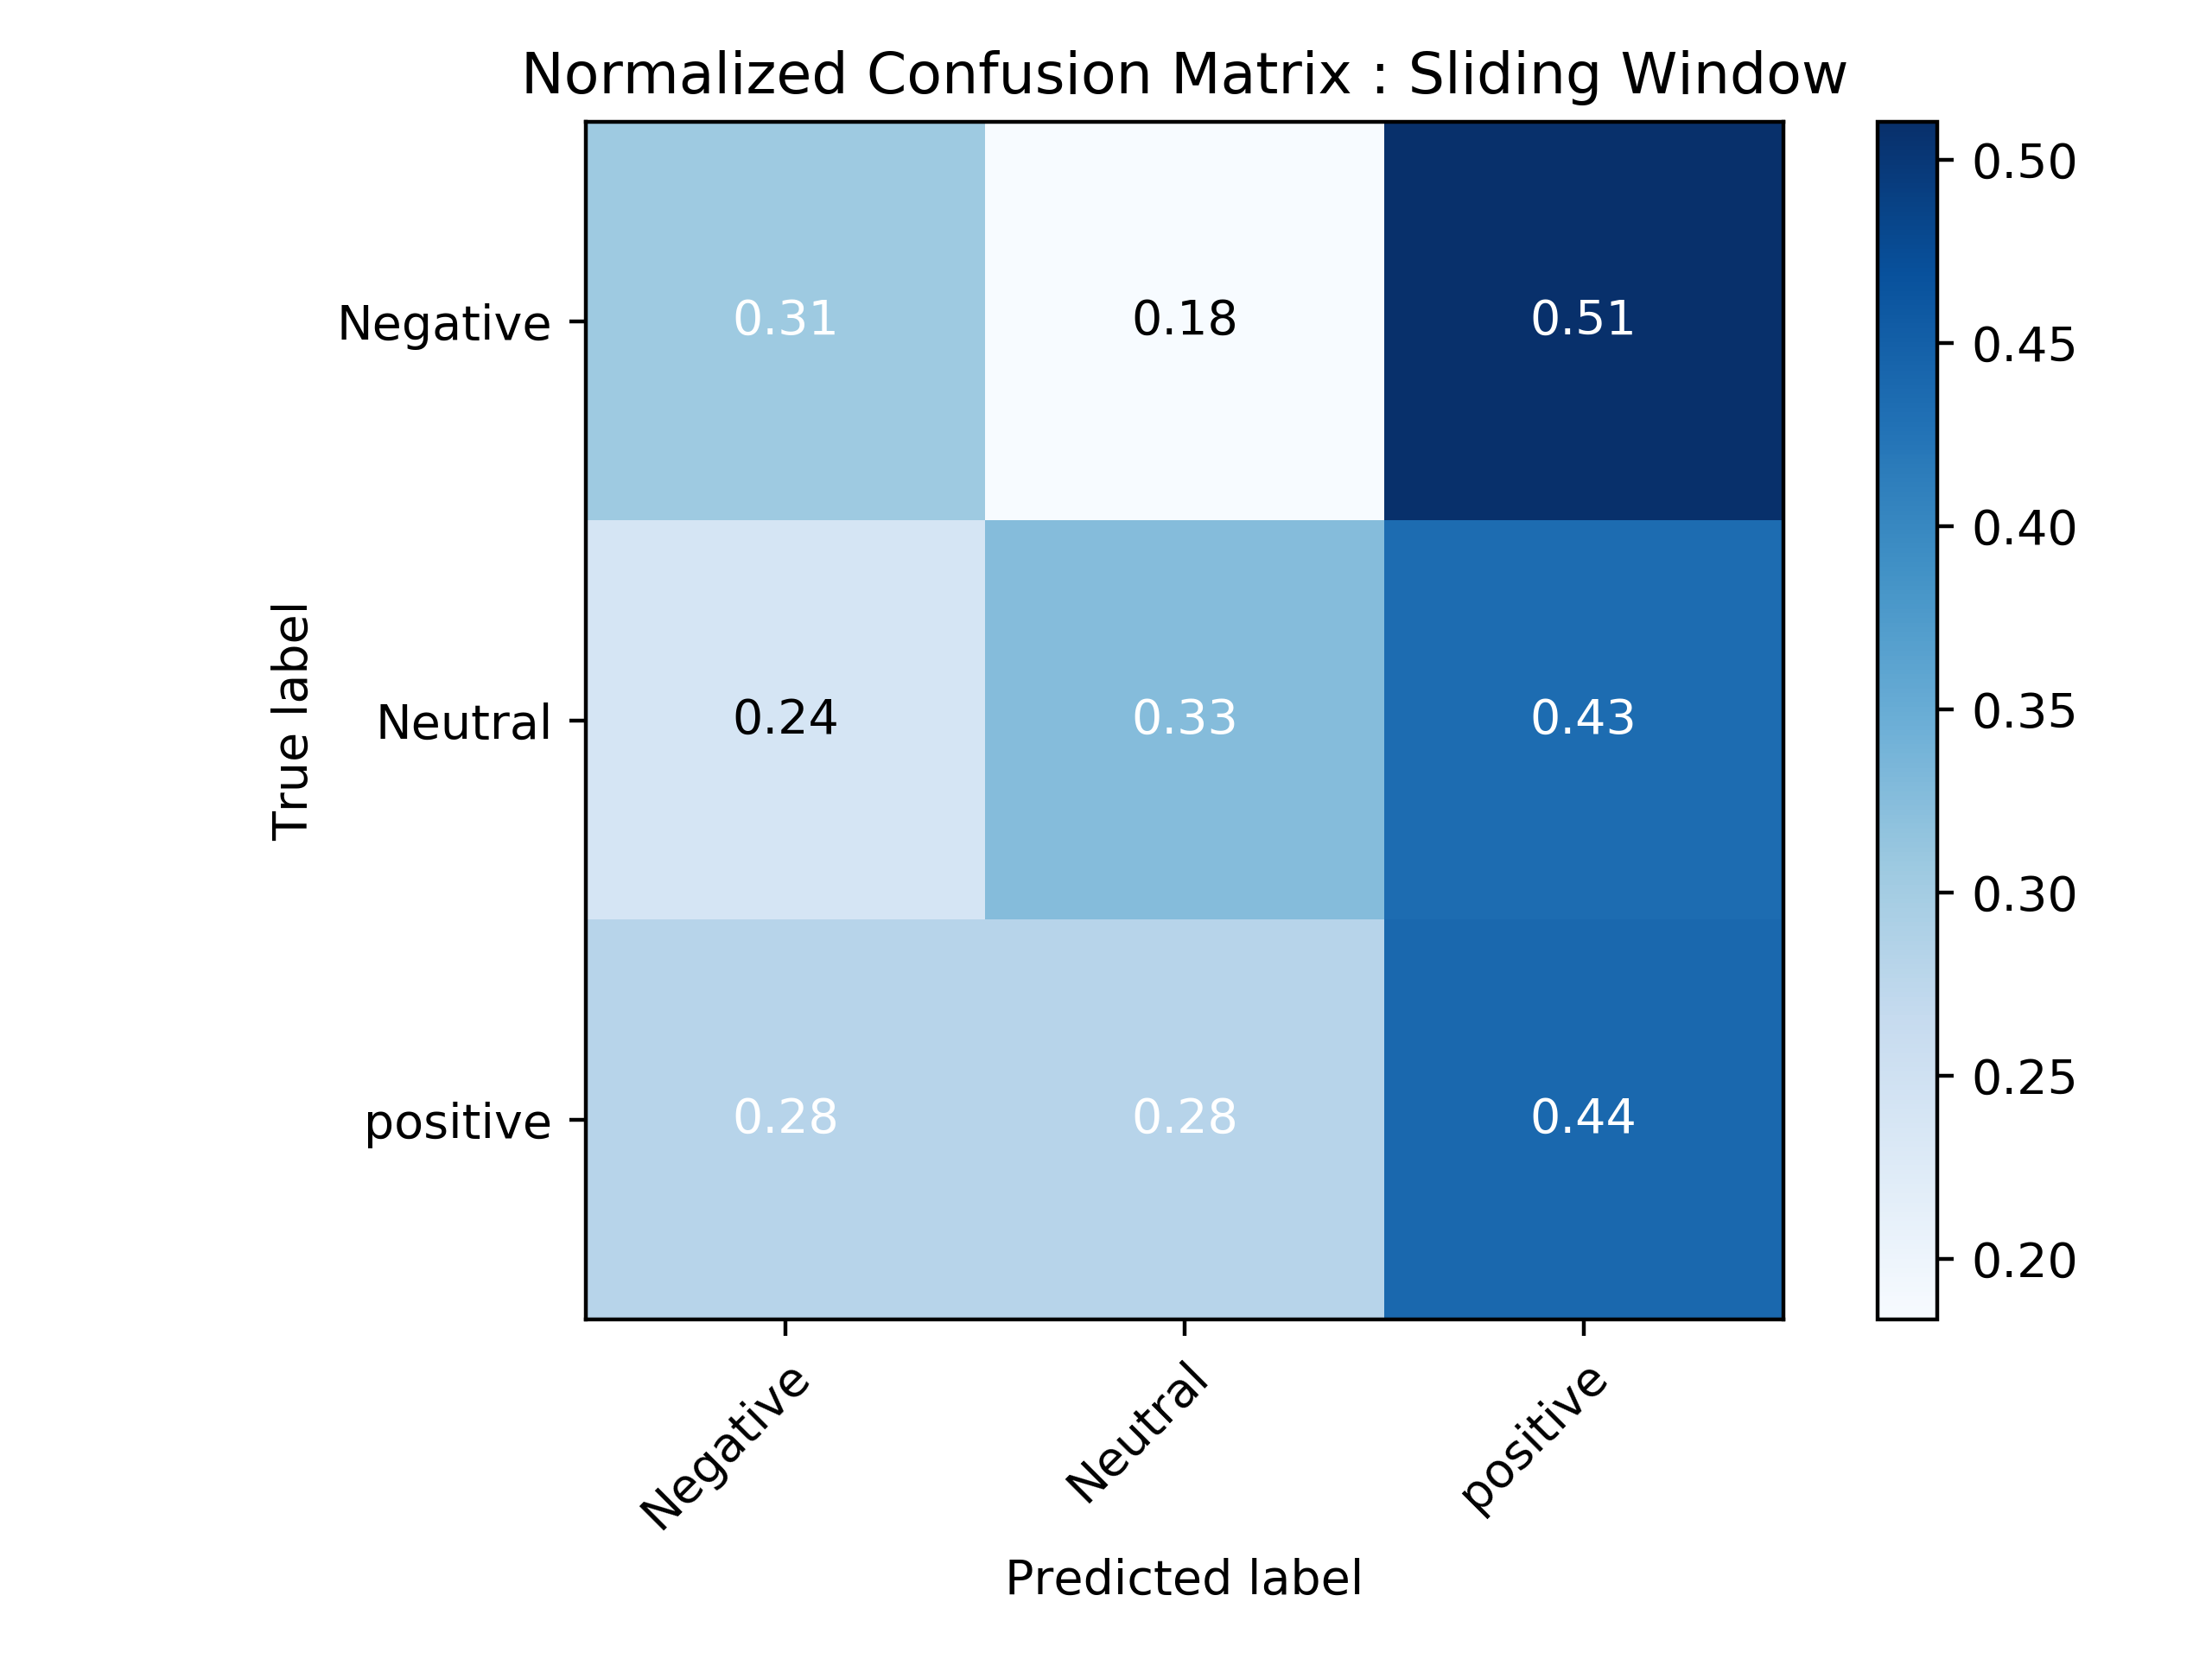 Normalized Confusion Matrix : Sliding Window
0.50
0.45
0.40
0.35
0.30
0.25
0.20
True label
Negative
0.31 0.18 0.51
Neutral
0.24 0.33 0.43
positive
0.28 0.28 0.44
Negative
Neutral
positive
Predicted label